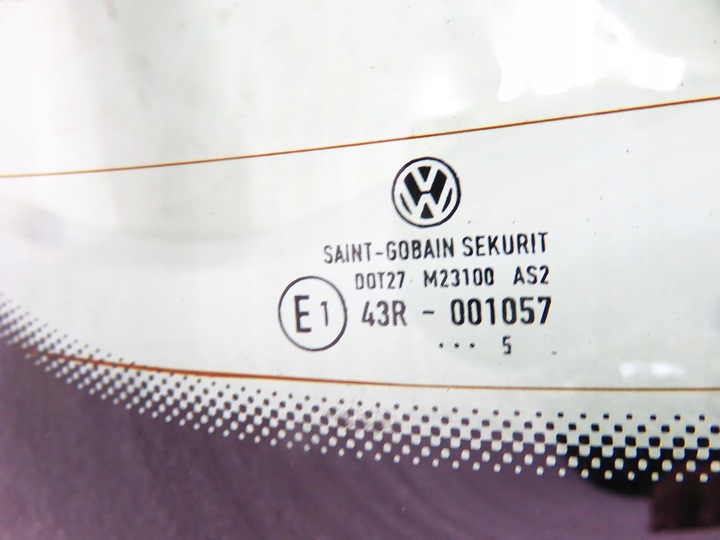 SAINT-GOBAIN SEKURIT
DOT27 M23100 AS2
E1 43R - 001057
... 5